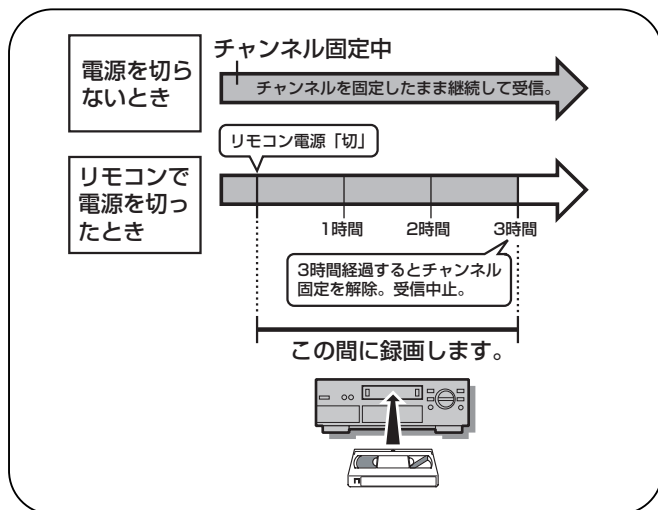 電源を切ら
ないとき
チャンネル固定中
チャンネルを固定したまま継続して受信。
リモコン電源「切」
リモコンで
電源を切っ
たとき
1時間
2時間
3時間
3時間経過するとチャンネル
固定を解除。受信中止。
この間に録画します。